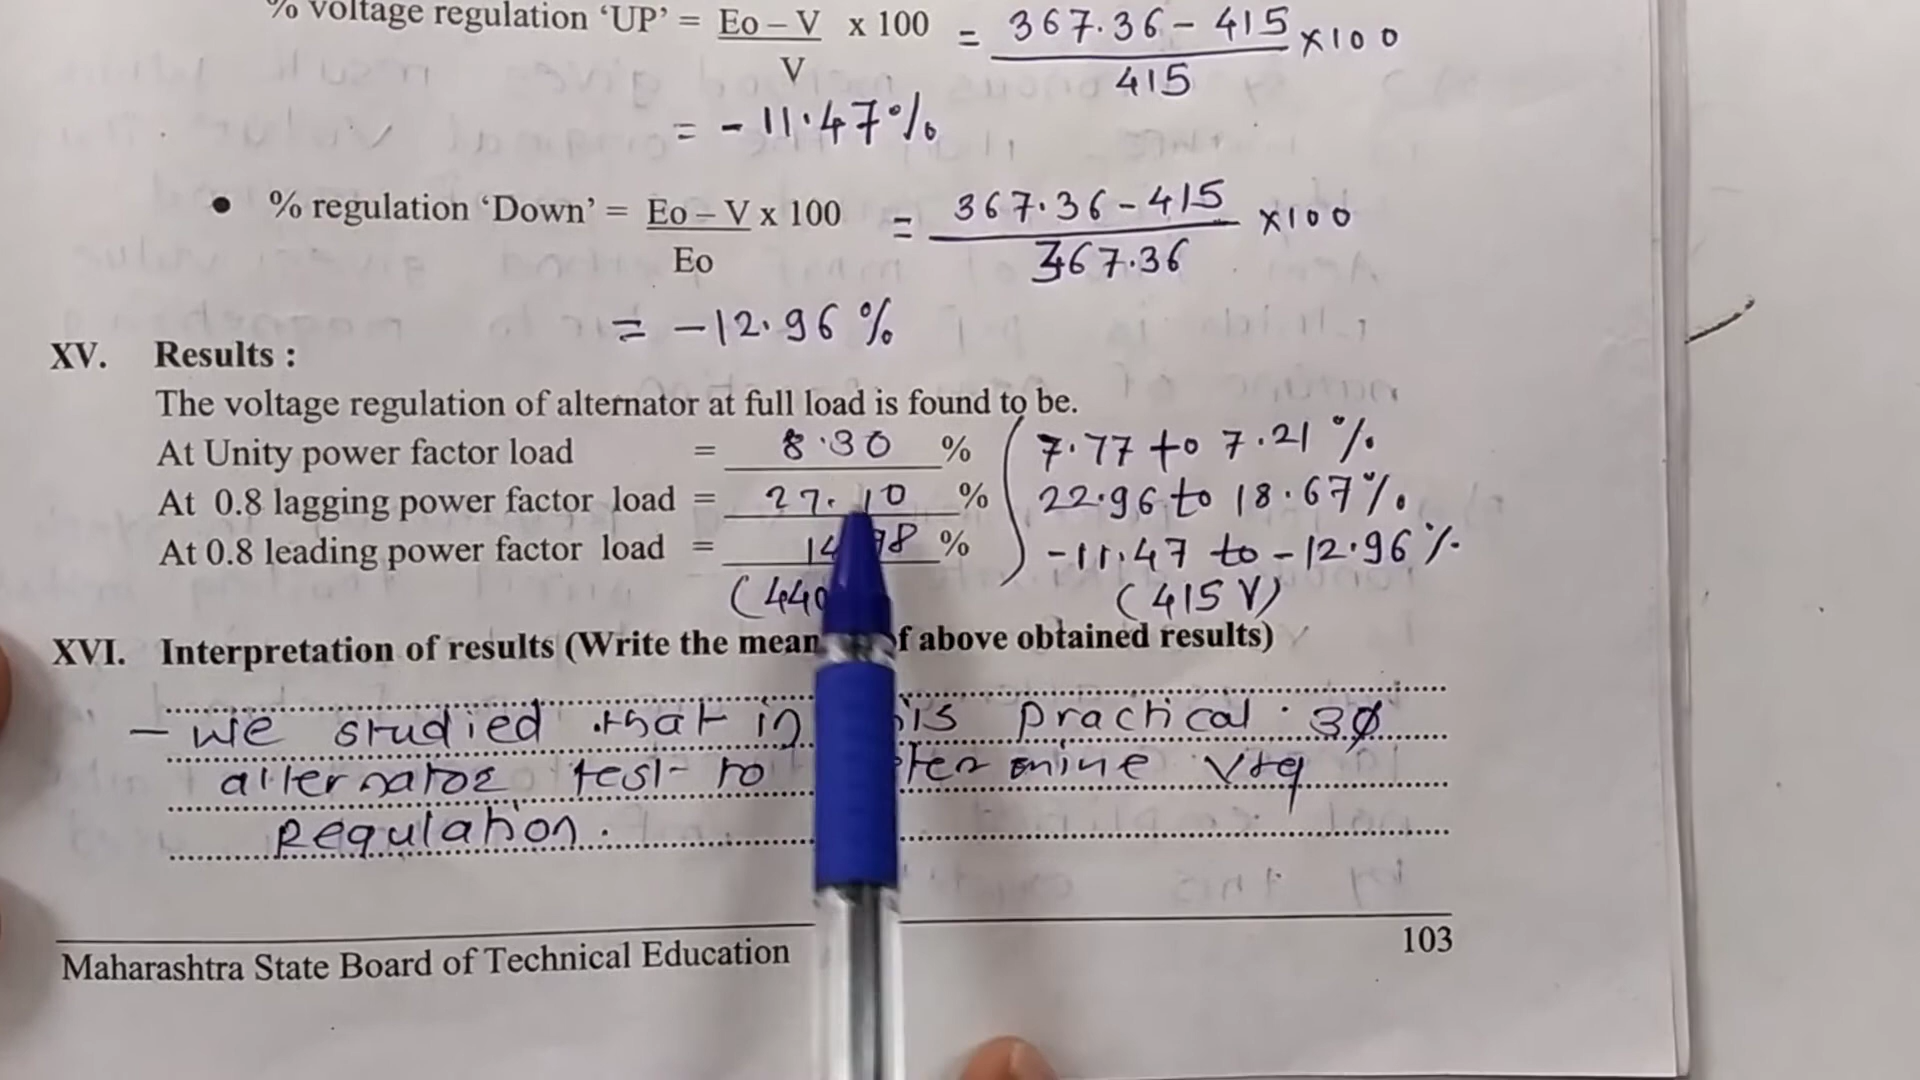 % voltage regulation ‘UP’ = Eo – V x 100 = 367.36 - 415 x100
V 415
= - 11.47%
• % regulation ‘Down’ = Eo – V x 100 = 367.36 - 415 x100
Eo 367.36
= -12.96 %
XV. Results :
The voltage regulation of alternator at full load is found to be.
At Unity power factor load = 8.30 % 7.77 to 7.21 %
At 0.8 lagging power factor load = 27.10 % 22.96 to 18.67%
At 0.8 leading power factor load = % -11.47 to -12.96 %
(415 V)
XVI. Interpretation of results (Write the above obtained results)
- We studied that in Practical 3φ
alternator test to Vtg
Regulation.
Maharashtra State Board of Technical Education 103